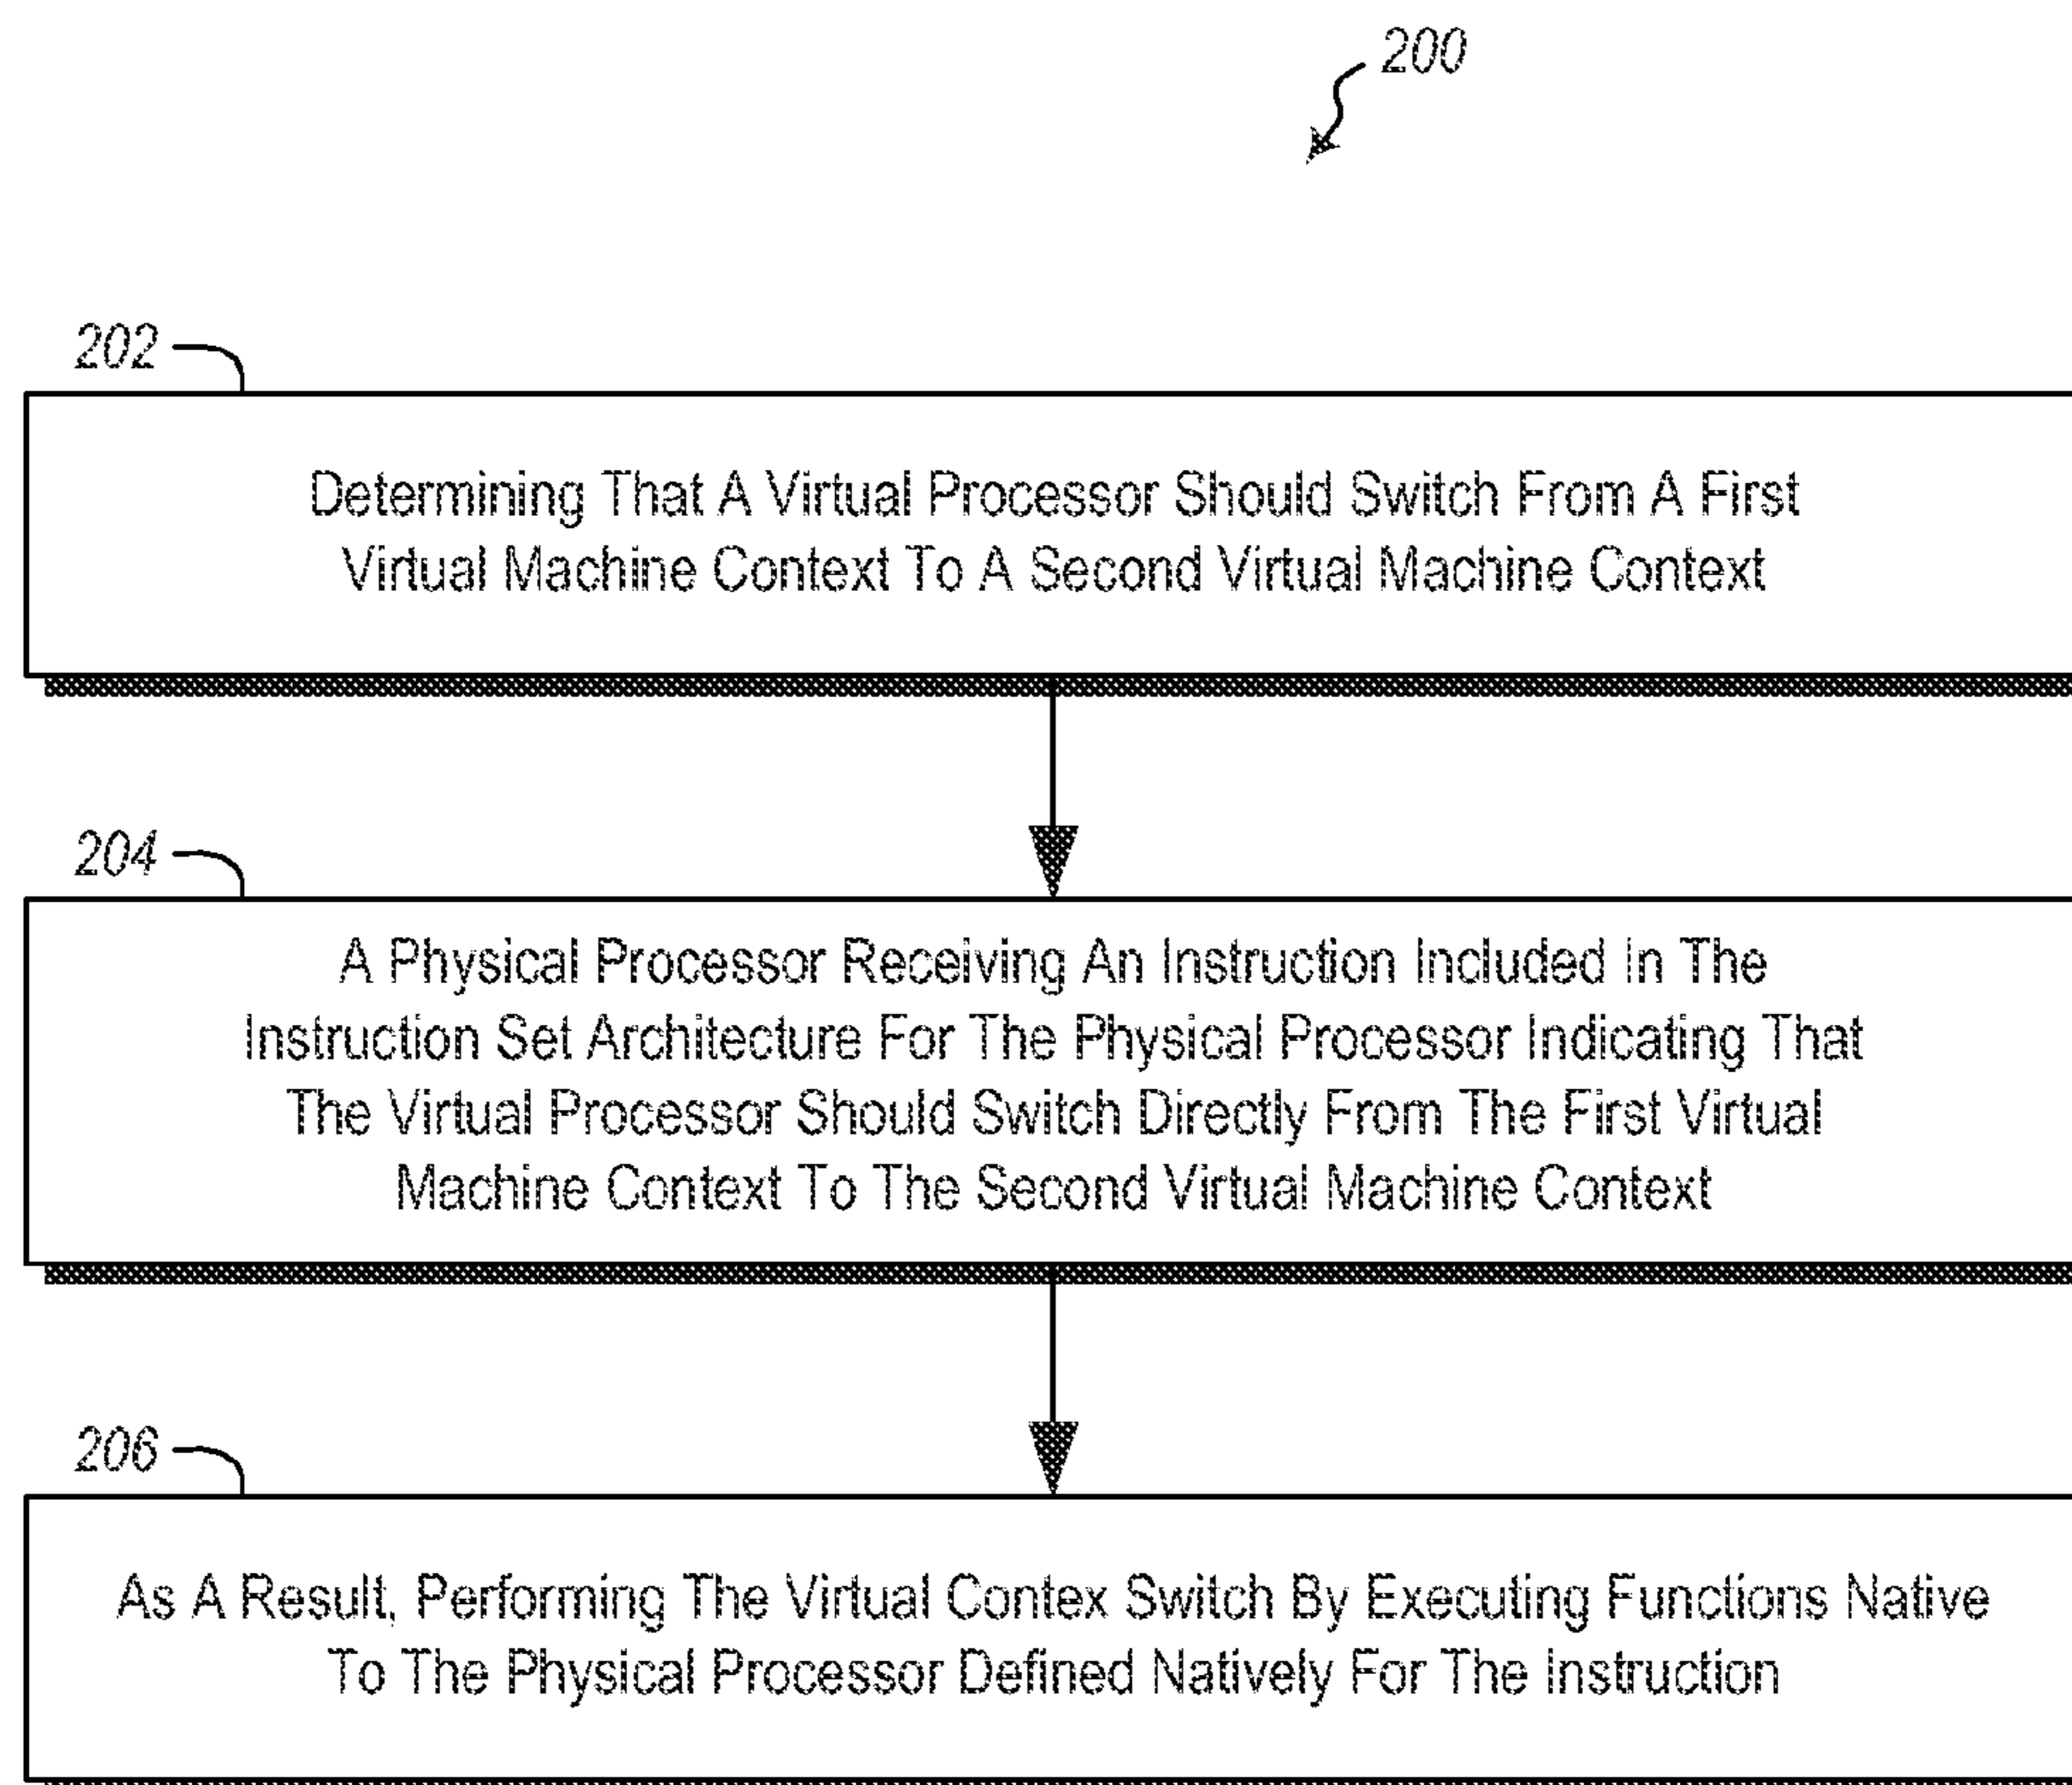 200
202
Determining That A Virtual Processor Should Switch From A First
Virtual Machine Context To A Second Virtual Machine Context
204
A Physical Processor Receiving An Instruction Included In The
Instruction Set Architecture For The Physical Processor Indicating That
The Virtual Processor Should Switch Directly From The First Virtual
Machine Context To The Second Virtual Machine Context
206
As A Result, Performing The Virtual Contex Switch By Executing Functions Native
To The Physical Processor Defined Natively For The Instruction